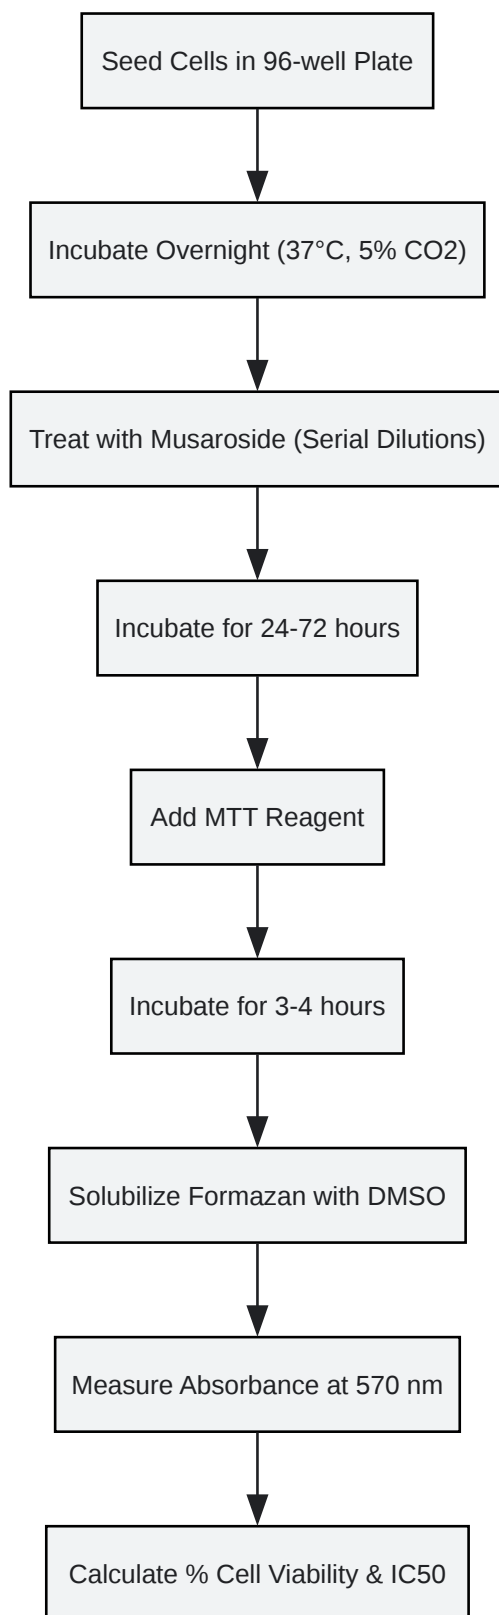 Seed Cells in 96-well Plate
Incubate Overnight (37°C, 5% CO2)
Treat with Musaroside (Serial Dilutions)
Incubate for 24-72 hours
Add MTT Reagent
Incubate for 3-4 hours
Solubilize Formazan with DMSO
Measure Absorbance at 570 nm
Calculate % Cell Viability & IC50